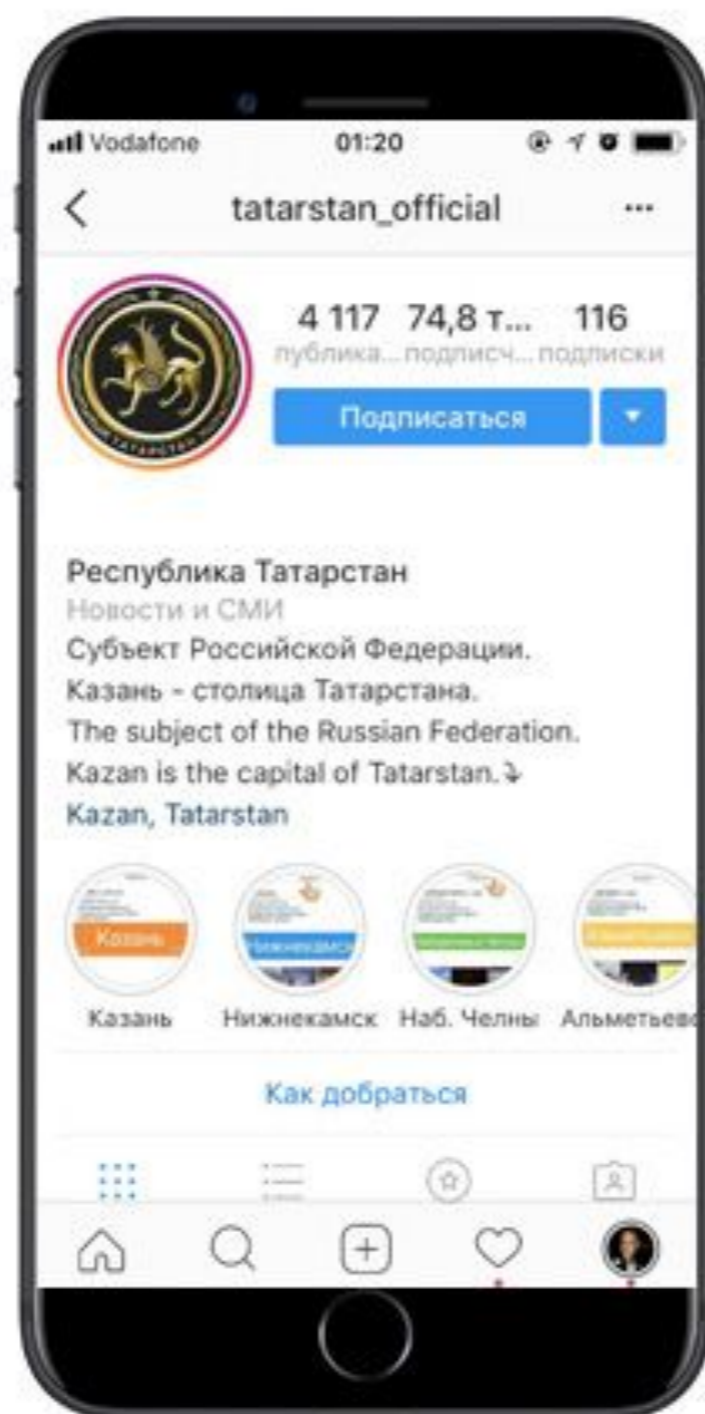 Vodafone 01:20
tatarstan_official
4 117 74,8 т... 116
публика... подписч... подписки
Подписаться
ТАТАРСТАН
Республика Татарстан
Новости и СМИ
Субъект Российской Федерации.
Казань - столица Татарстана.
The subject of the Russian Federation.
Kazan is the capital of Tatarstan.⤵
Kazan, Tatarstan
Казань Нижнекамск
Казань Нижнекамск Наб. Челны Альметьевс
Как добраться